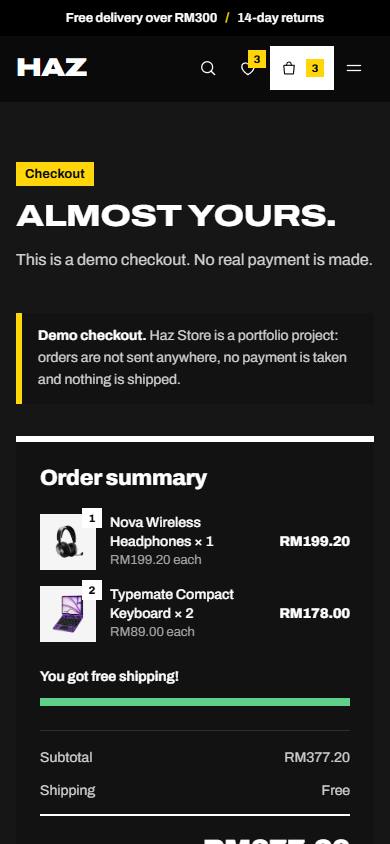 Free delivery over RM300 / 14-day returns
HAZ
3
3
Checkout
ALMOST YOURS.
This is a demo checkout. No real payment is made.
Demo checkout. Haz Store is a portfolio project:
orders are not sent anywhere, no payment is taken
and nothing is shipped.
Order summary
1
Nova Wireless
Headphones × 1
RM199.20
RM199.20 each
2
Typemate Compact
Keyboard × 2
RM178.00
RM89.00 each
You got free shipping!
Subtotal RM377.20
Shipping Free